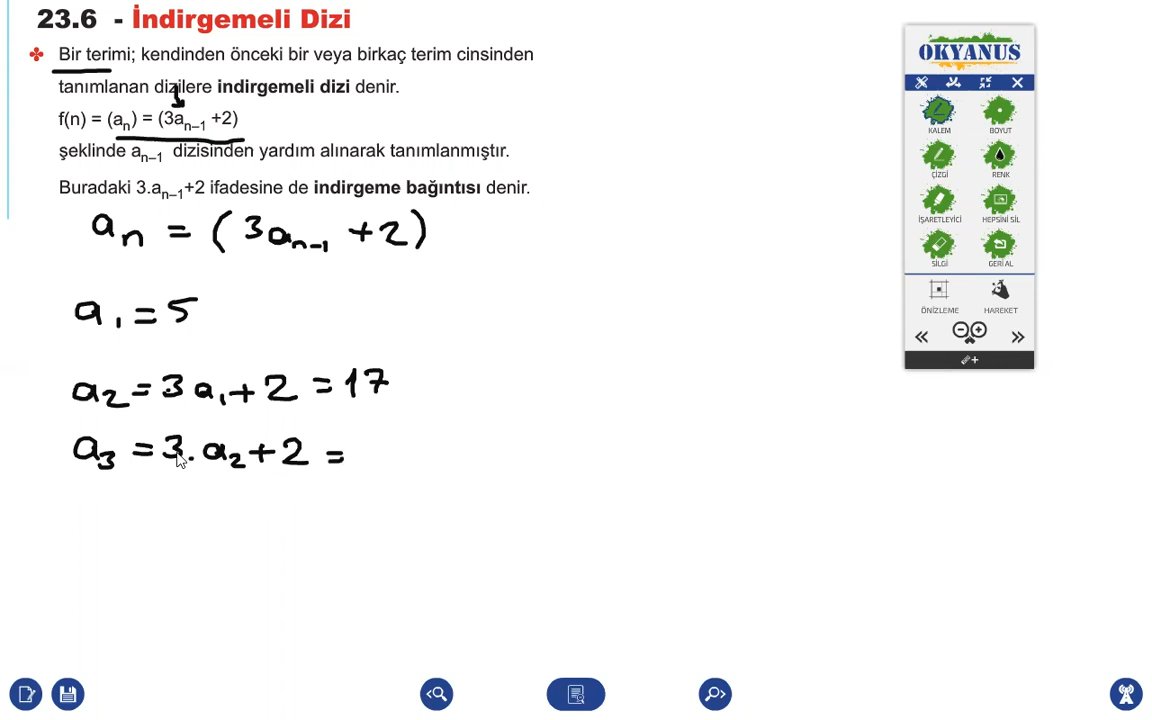 23.6 - İndirgemeli Dizi
Bir terimi; kendinden önceki bir veya birkaç terim cinsinden
tanımlanan dizilere indirgemeli dizi denir.
f(n) = (aₙ) = (3aₙ₋₁ +2)
şeklinde aₙ₋₁ dizisinden yardım alınarak tanımlanmıştır.
Buradaki 3.aₙ₋₁+2 ifadesine de indirgeme bağıntısı denir.
aₙ = (3aₙ₋₁ +2)
a₁ = 5
a₂ = 3a₁ + 2 = 17
a₃ = 3.a₂ + 2 =
OKYANUS
KALEM BOYUT
ÇİZGİ RENK
İŞARETLEYİCİ HEPSİNİ SİL
SİLGİ GERİ AL
ÖNİZLEME HAREKET